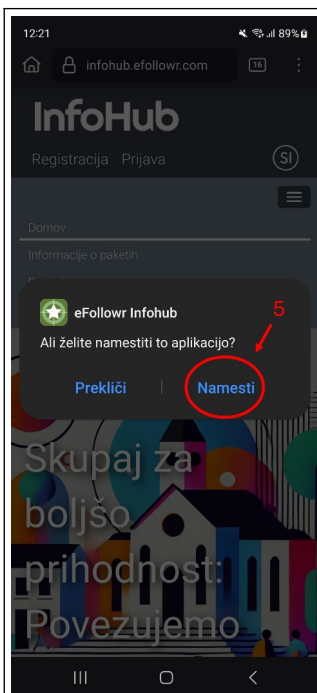 12:21
89%
infohub.efollowr.com
16
InfoHub
Registracija Prijava
SI
Domov
Informacije o paketih
eFollowr Infohub
5
Ali želite namestiti to aplikacijo?
Prekliči
Namesti
Skupaj za
boljšo
prihodnost:
Povezujemo